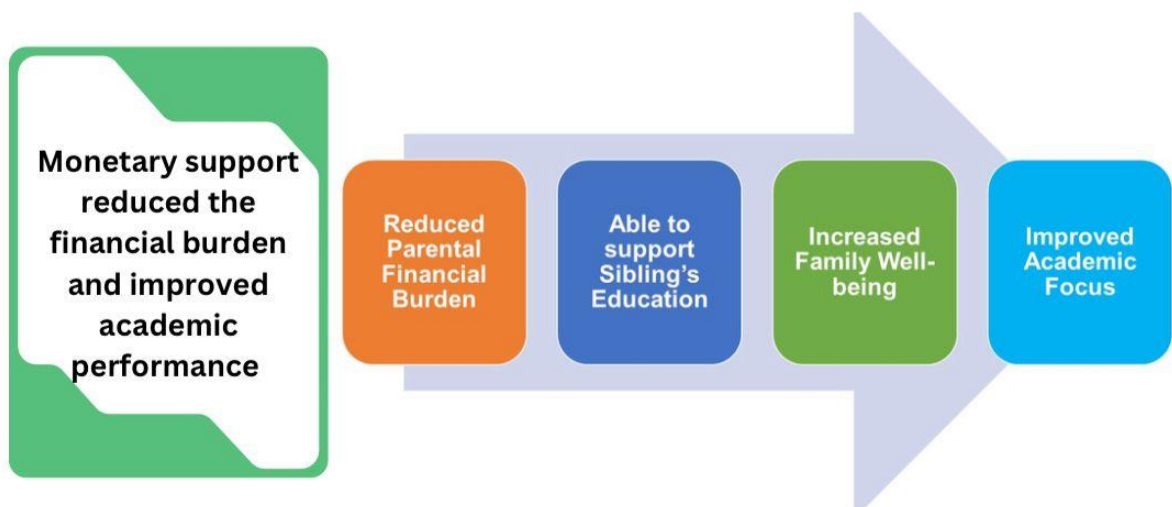 Monetary support
reduced the
financial burden
and improved
academic
performance
Reduced
Parental
Financial
Burden
Able to
support
Sibling's
Education
Increased
Family Well-
being
Improved
Academic
Focus